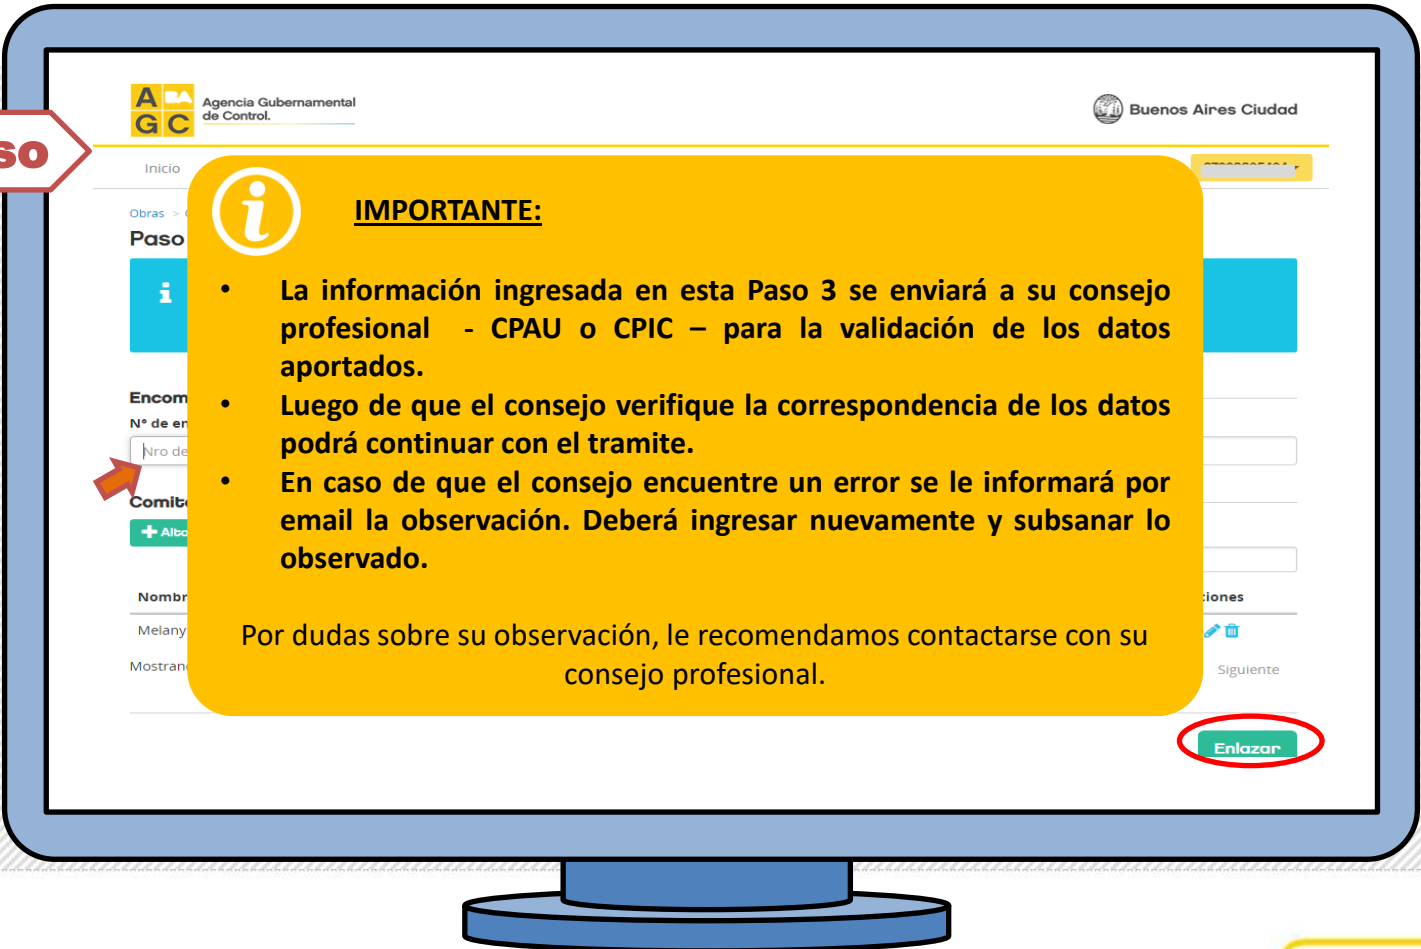 A BA
G C
Agencia Gubernamental
de Control.
Buenos Aires Ciudad
so
Inicio
Obras >
Paso
i
i
IMPORTANTE:
• La información ingresada en esta Paso 3 se enviará a su consejo
profesional - CPAU o CPIC – para la validación de los datos
aportados.
• Luego de que el consejo verifique la correspondencia de los datos
podrá continuar con el tramite.
• En caso de que el consejo encuentre un error se le informará por
email la observación. Deberá ingresar nuevamente y subsanar lo
observado.
Por dudas sobre su observación, le recomendamos contactarse con su
consejo profesional.
Encom
N° de en
Nro de
Comite
+ Alta
Nombr
ciones
Melany
Mostran
Siguiente
Enlazar